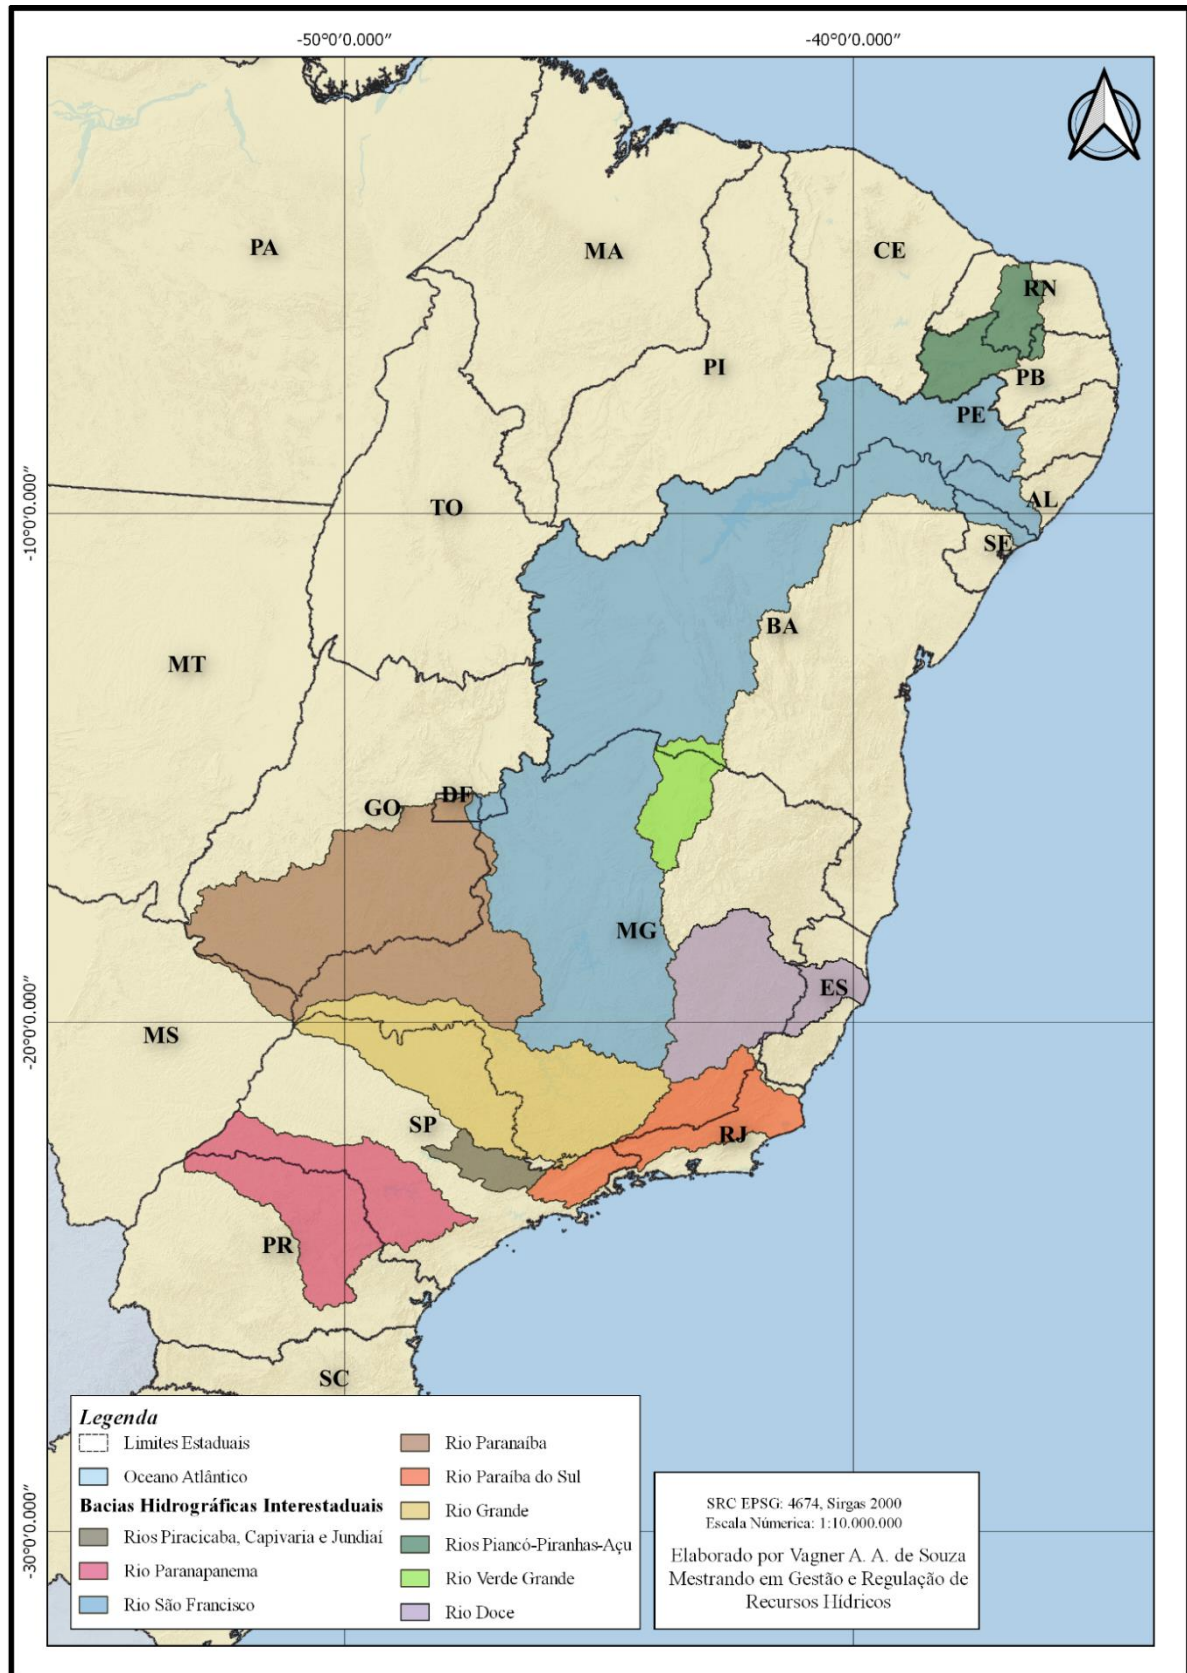 -50°0'0.000"
-40°0'0.000"
PA
MA
CE
RN
PI
PB
PE
TO
-10°0'0.000"
AL
SE
BA
MT
DF
GO
MG
ES
-20°0'0.000"
MS
SP
RJ
PR
SC
-30°0'0.000"
Legenda
Limites Estaduais
Oceano Atlântico
Bacias Hidrográficas Interestaduais
Rios Piracicaba, Capivaria e Jundiaí
Rio Paranapanema
Rio São Francisco
Rio Paranaíba
Rio Paraíba do Sul
Rio Grande
Rios Piancó-Piranhas-Açu
Rio Verde Grande
Rio Doce
SRC EPSG: 4674, Sirgas 2000
Escala Númerica: 1:10.000.000
Elaborado por Vagner A. A. de Souza
Mestrando em Gestão e Regulação de
Recursos Hídricos